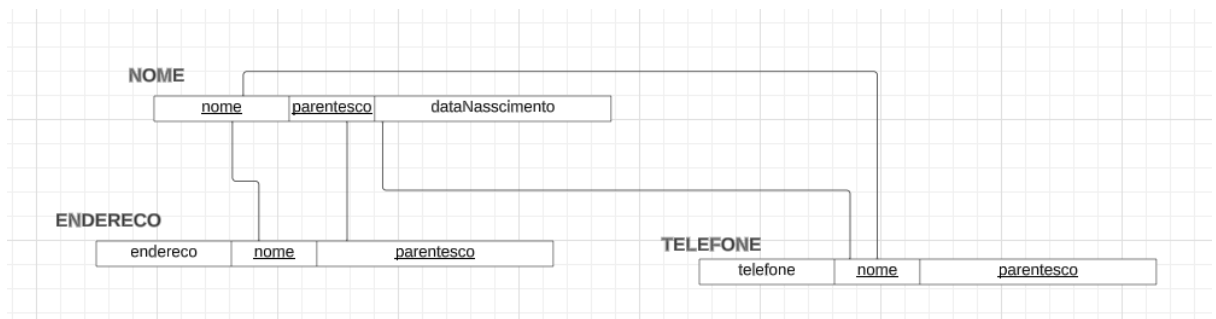 NOME
nome parentesco dataNasscimento
ENDERECO
endereco nome parentesco
TELEFONE
telefone nome parentesco